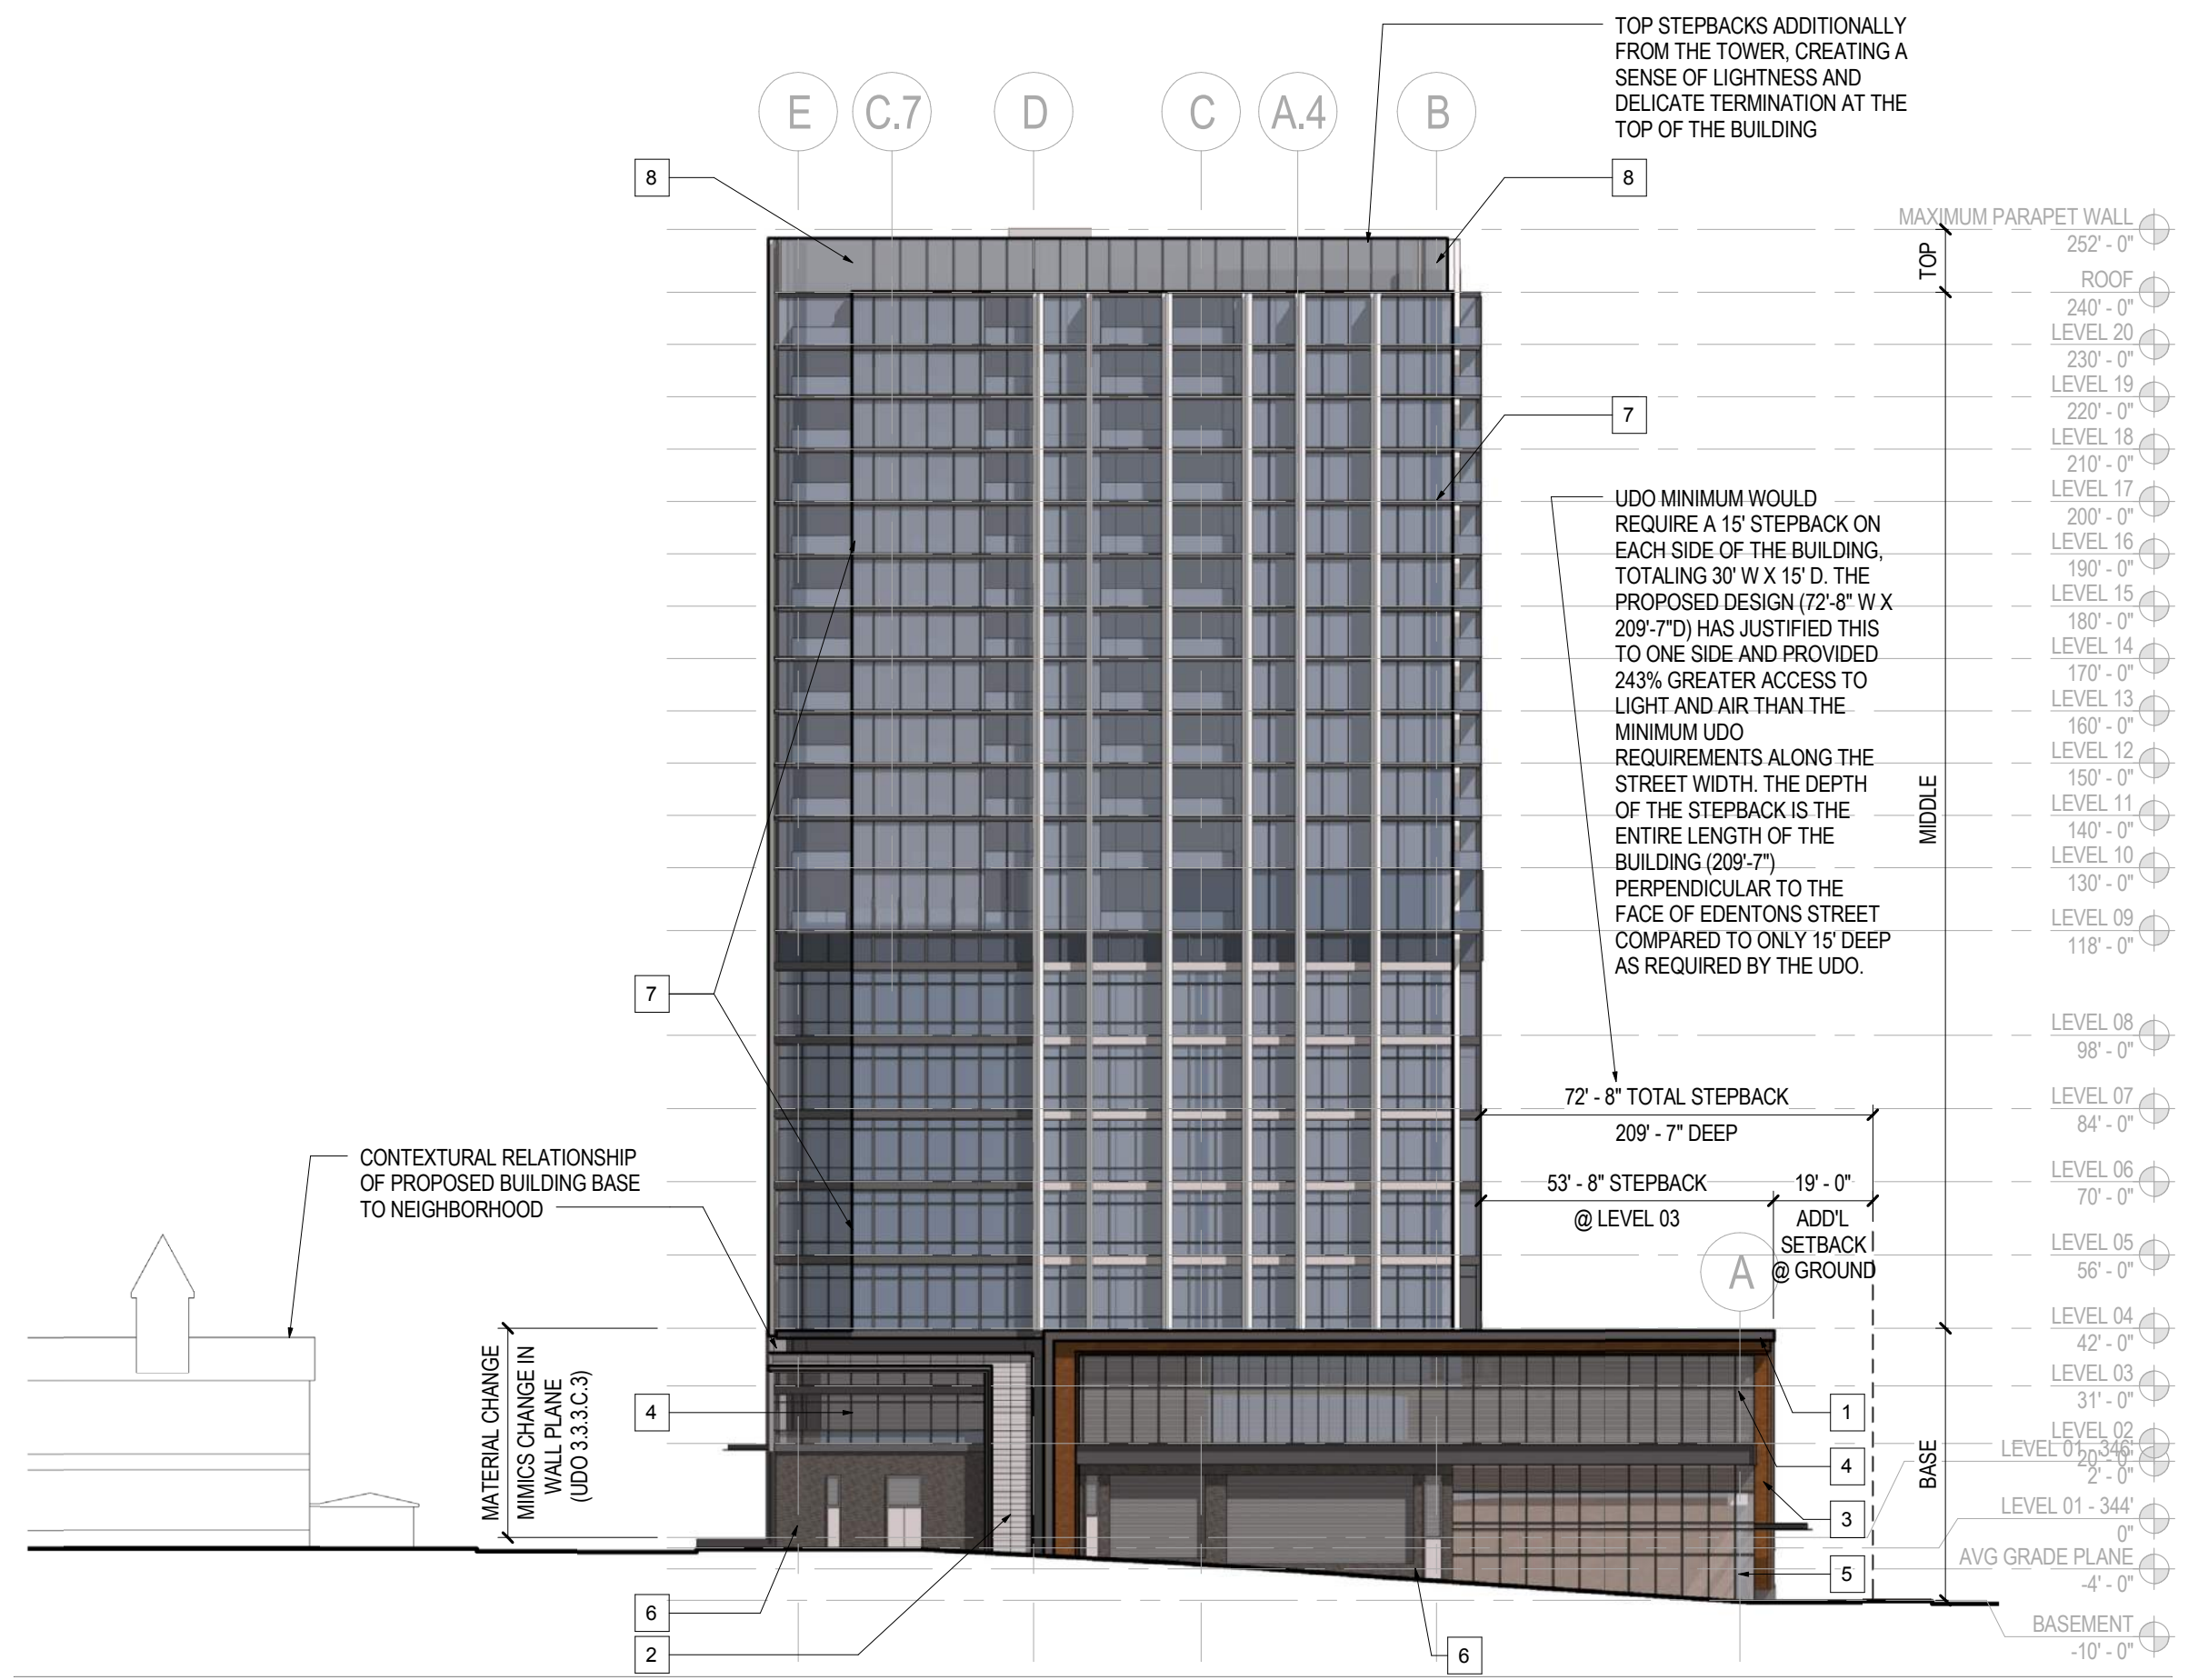 TOP STEPBACKS ADDITIONALLY
FROM THE TOWER, CREATING A
SENSE OF LIGHTNESS AND
DELICATE TERMINATION AT THE
TOP OF THE BUILDING
E
C.7
D
C
A.4
B
8
8
MAXIMUM PARAPET WALL
252' - 0"
TOP
ROOF
240' - 0"
LEVEL 20
230' - 0"
LEVEL 19
220' - 0"
7
LEVEL 18
210' - 0"
LEVEL 17
200' - 0"
LEVEL 16
190' - 0"
LEVEL 15
180' - 0"
LEVEL 14
170' - 0"
LEVEL 13
160' - 0"
LEVEL 12
150' - 0"
LEVEL 11
140' - 0"
LEVEL 10
130' - 0"
LEVEL 09
118' - 0"
MIDDLE
UDO MINIMUM WOULD
REQUIRE A 15' STEPBACK ON
EACH SIDE OF THE BUILDING,
TOTALING 30' W X 15' D. THE
PROPOSED DESIGN (72'-8" W X
209'-7"D) HAS JUSTIFIED THIS
TO ONE SIDE AND PROVIDED
243% GREATER ACCESS TO
LIGHT AND AIR THAN THE
MINIMUM UDO
REQUIREMENTS ALONG THE
STREET WIDTH. THE DEPTH
OF THE STEPBACK IS THE
ENTIRE LENGTH OF THE
BUILDING (209'-7")
PERPENDICULAR TO THE
FACE OF EDENTONS STREET
COMPARED TO ONLY 15' DEEP
AS REQUIRED BY THE UDO.
7
LEVEL 08
98' - 0"
72' - 8" TOTAL STEPBACK
209' - 7" DEEP
LEVEL 07
84' - 0"
CONTEXTURAL RELATIONSHIP
OF PROPOSED BUILDING BASE
TO NEIGHBORHOOD
53' - 8" STEPBACK
@ LEVEL 03
19' - 0"
ADD'L
SETBACK
@ GROUND
LEVEL 06
70' - 0"
LEVEL 05
56' - 0"
A
LEVEL 04
42' - 0"
LEVEL 03
31' - 0"
MATERIAL CHANGE
MIMICS CHANGE IN
WALL PLANE
(UDO 3.3.3.C.3)
4
1
LEVEL 02
20' - 0"
LEVEL 01 - 346'
2' - 0"
BASE
4
3
LEVEL 01 - 344'
0"
AVG GRADE PLANE
-4' - 0"
5
6
2
6
BASEMENT
-10' - 0"